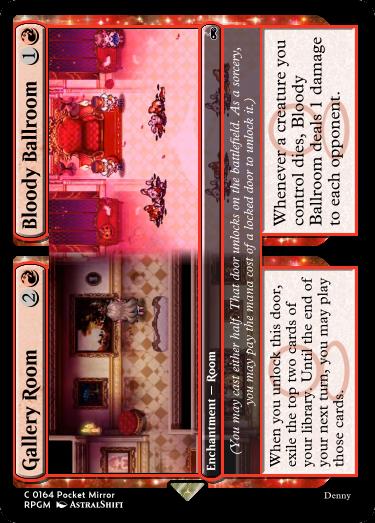 Gallery Room 2
Bloody Ballroom 1
Enchantment — Room
(You may cast either half. That door unlocks on the battlefield. As a sorcery,
you may pay the mana cost of a locked door to unlock it.)
When you unlock this door,
exile the top two cards of
your library. Until the end of
your next turn, you may play
those cards.
Whenever a creature you
control dies, Bloody
Ballroom deals 1 damage
to each opponent.
C 0164 Pocket Mirror
RPGM AstralShift
Denny